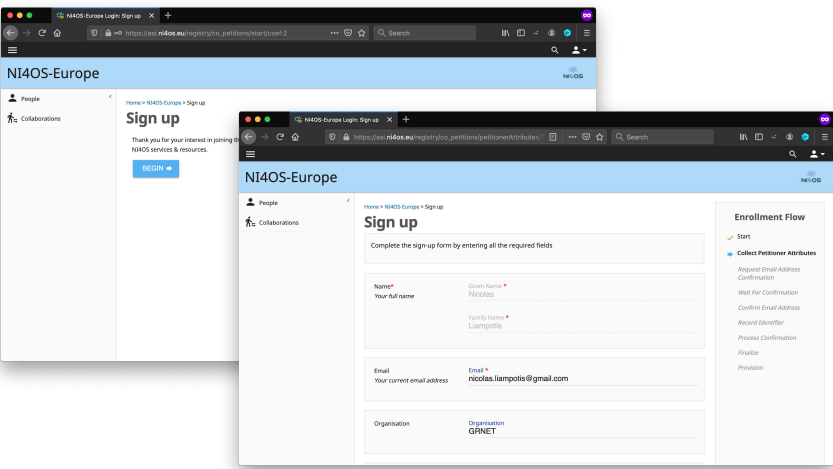 NI4OS-Europe Login: Sign up
https://aai.ni4os.eu/registry/co_petitions/start/coef:2
Search
NI4OS-Europe
NI4OS
People
Collaborations
Home > NI4OS-Europe > Sign up
Sign up
Thank you for your interest in joining th
NI4OS services & resources.
BEGIN
NI4OS-Europe Login: Sign up
https://aai.ni4os.eu/registry/co_petitions/petitionerAttributes/
Search
NI4OS-Europe
NI4OS
People
Collaborations
Home > NI4OS-Europe > Sign up
Sign up
Complete the sign-up form by entering all the required fields
Name*
Your full name
Given Name *
Nicolas
Family Name *
Liampotis
Email
Your current email address
Email *
nicolas.liampotis@gmail.com
Organisation
Organisation
GRNET
Enrollment Flow
Start
Collect Petitioner Attributes
Request Email Address
Confirmation
Wait For Confirmation
Confirm Email Address
Record Identifier
Process Confirmation
Finalize
Provision